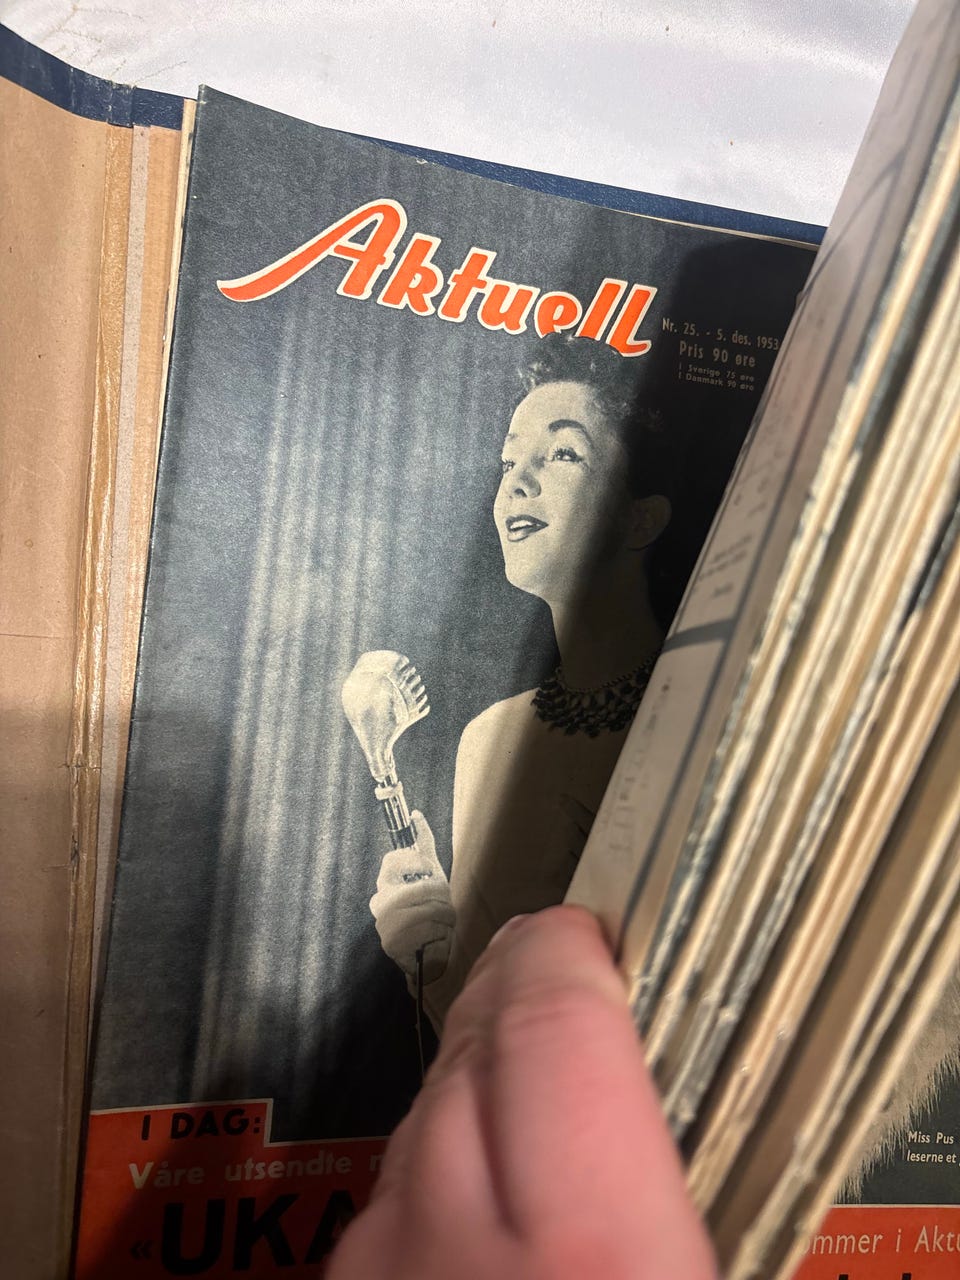 Aktuell
Nr. 25. - 5. des. 1953
Pris 90 øre
I Sverige 75 øre
I Danmark 90 øre
I DAG:
Våre utsendte
«UKA
Miss Pus
leserne et
ommer i Aktu